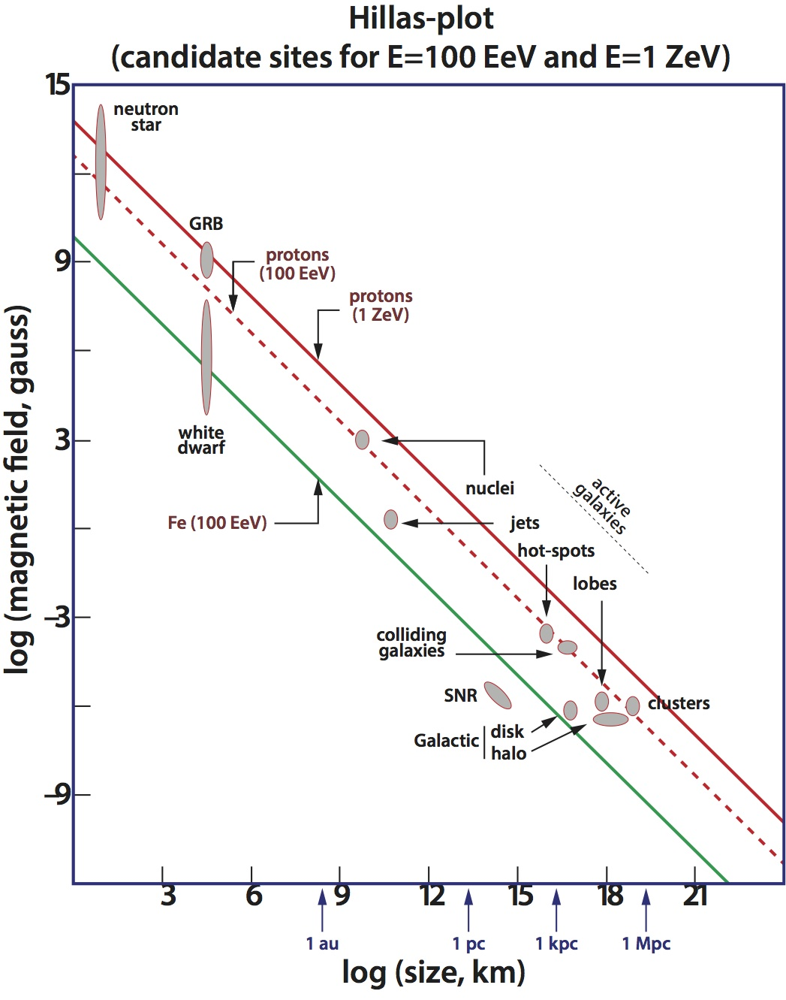 Hillas-plot
(candidate sites for E=100 EeV and E=1 ZeV)
15
neutron
star
GRB
9
protons
(100 EeV)
protons
(1 ZeV)
log (magnetic field, gauss)
3
white
dwarf
nuclei
active
galaxies
Fe (100 EeV)
jets
hot-spots
lobes
–3
colliding
galaxies
SNR
clusters
Galactic
disk
halo
–9
3 6 9 12 15 18 21
1 au 1 pc 1 kpc 1 Mpc
log (size, km)